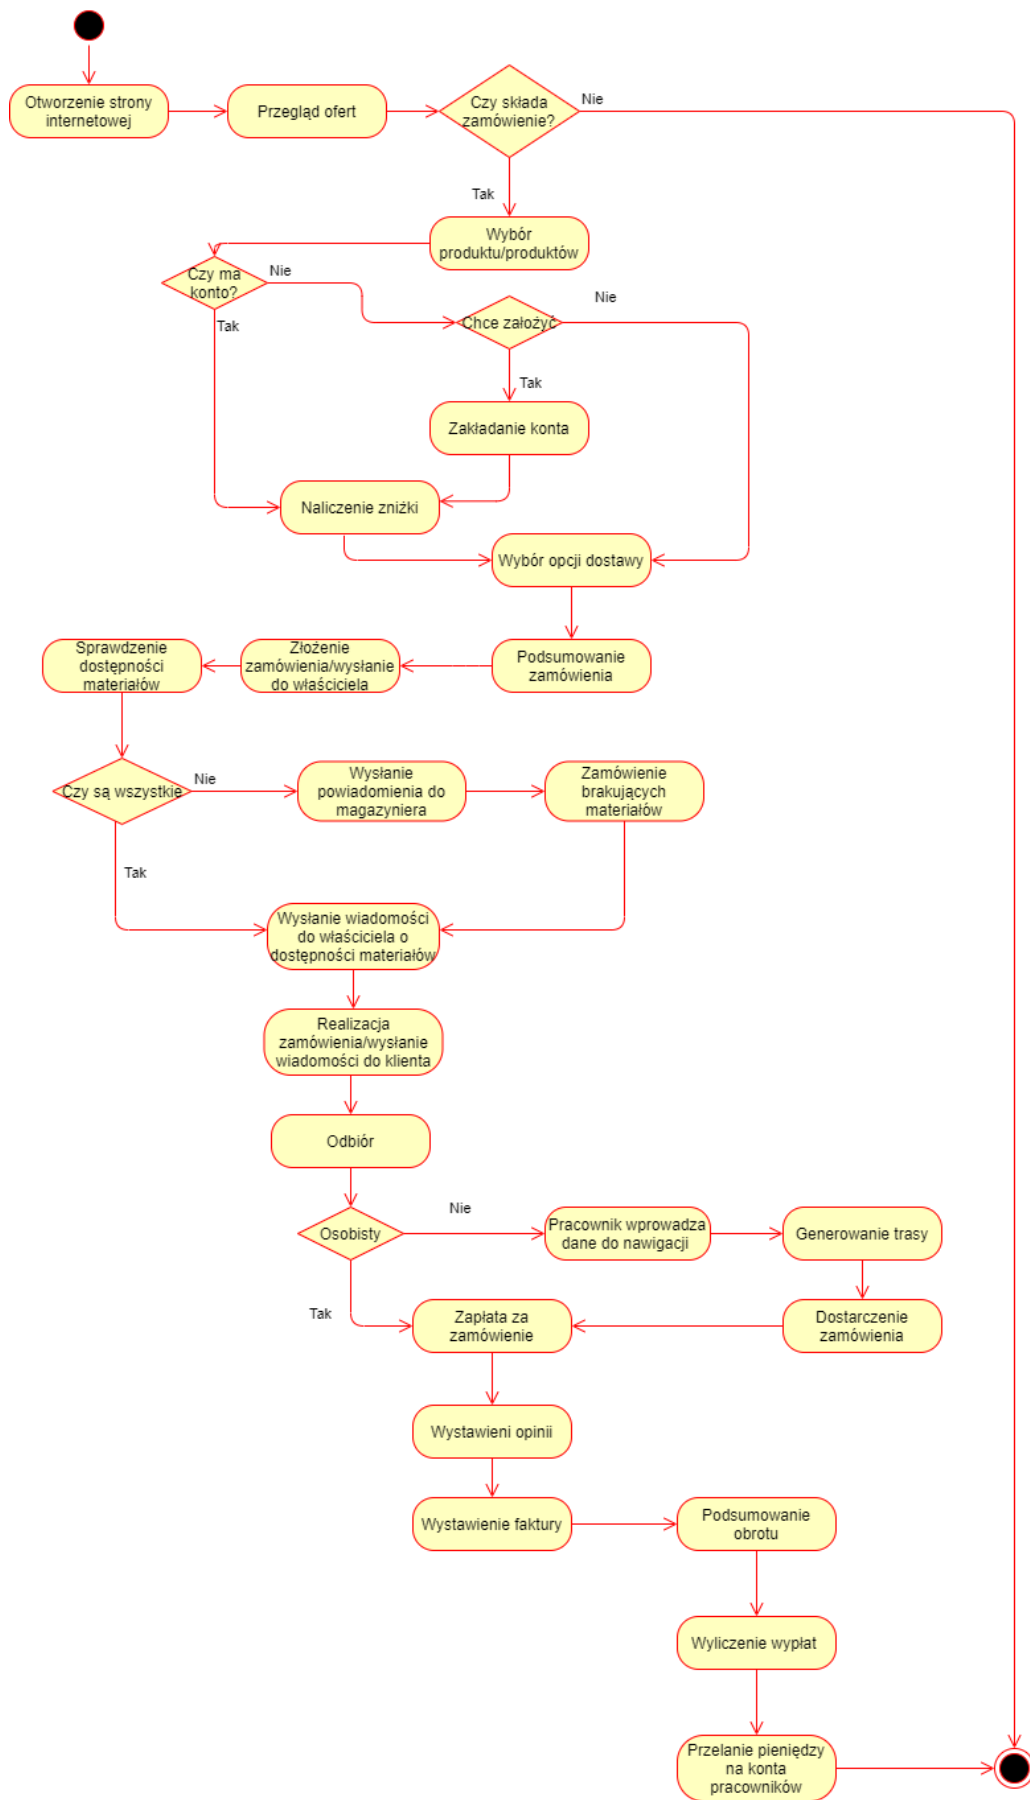 Otworzenie strony
internetowej
Przegląd ofert
Czy składa
zamówienie?
Nie
Tak
Wybór
produktu/produktów
Czy ma
konto?
Nie
Tak
Chce założyć
Nie
Tak
Zakładanie konta
Naliczenie zniżki
Wybór opcji dostawy
Podsumowanie
zamówienia
Złożenie
zamówienia/wysłanie
do właściciela
Sprawdzenie
dostępności
materiałów
Czy są wszystkie
Nie
Tak
Wysłanie
powiadomienia do
magazyniera
Zamówienie
brakujących
materiałów
Wysłanie wiadomości
do właściciela o
dostępności materiałów
Realizacja
zamówienia/wysłanie
wiadomości do klienta
Odbiór
Osobisty
Nie
Tak
Pracownik wprowadza
dane do nawigacji
Generowanie trasy
Dostarczenie
zamówienia
Zapłata za
zamówienie
Wystawieni opinii
Wystawienie faktury
Podsumowanie
obrotu
Wyliczenie wypłat
Przelanie pieniędzy
na konta
pracowników